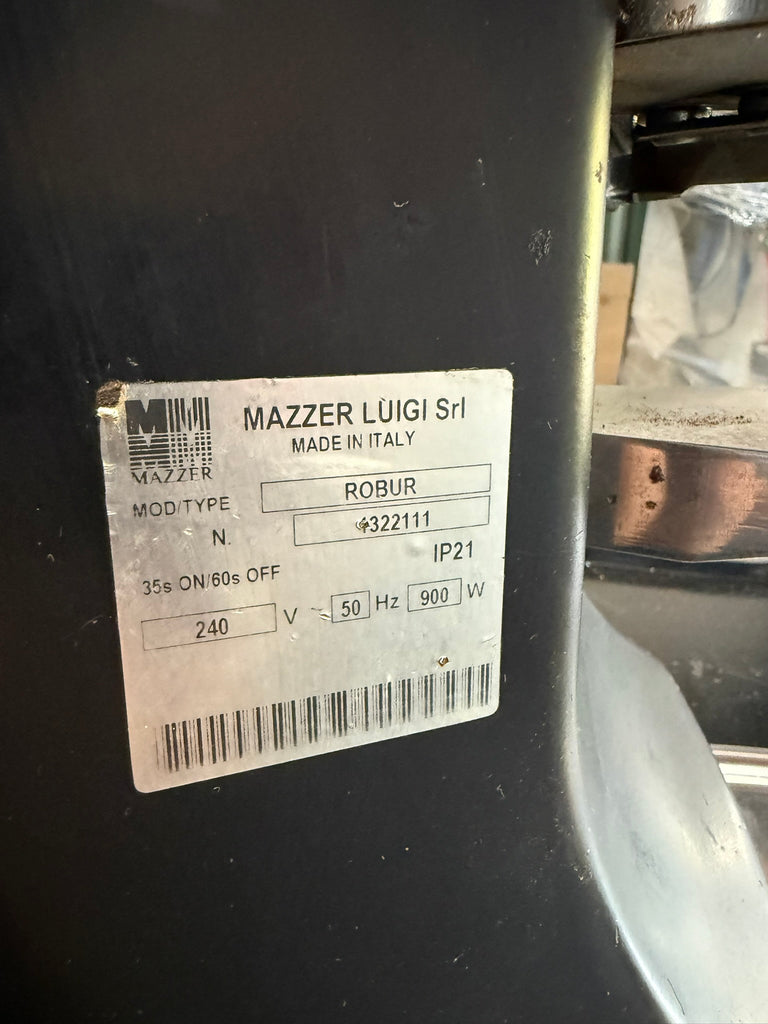 MAZZER LUIGI Srl
MADE IN ITALY
MM
MAZZER
MOD/TYPE ROBUR
N.
IP21
35s ON/60s OFF
240 V ~ 50 Hz 900 W